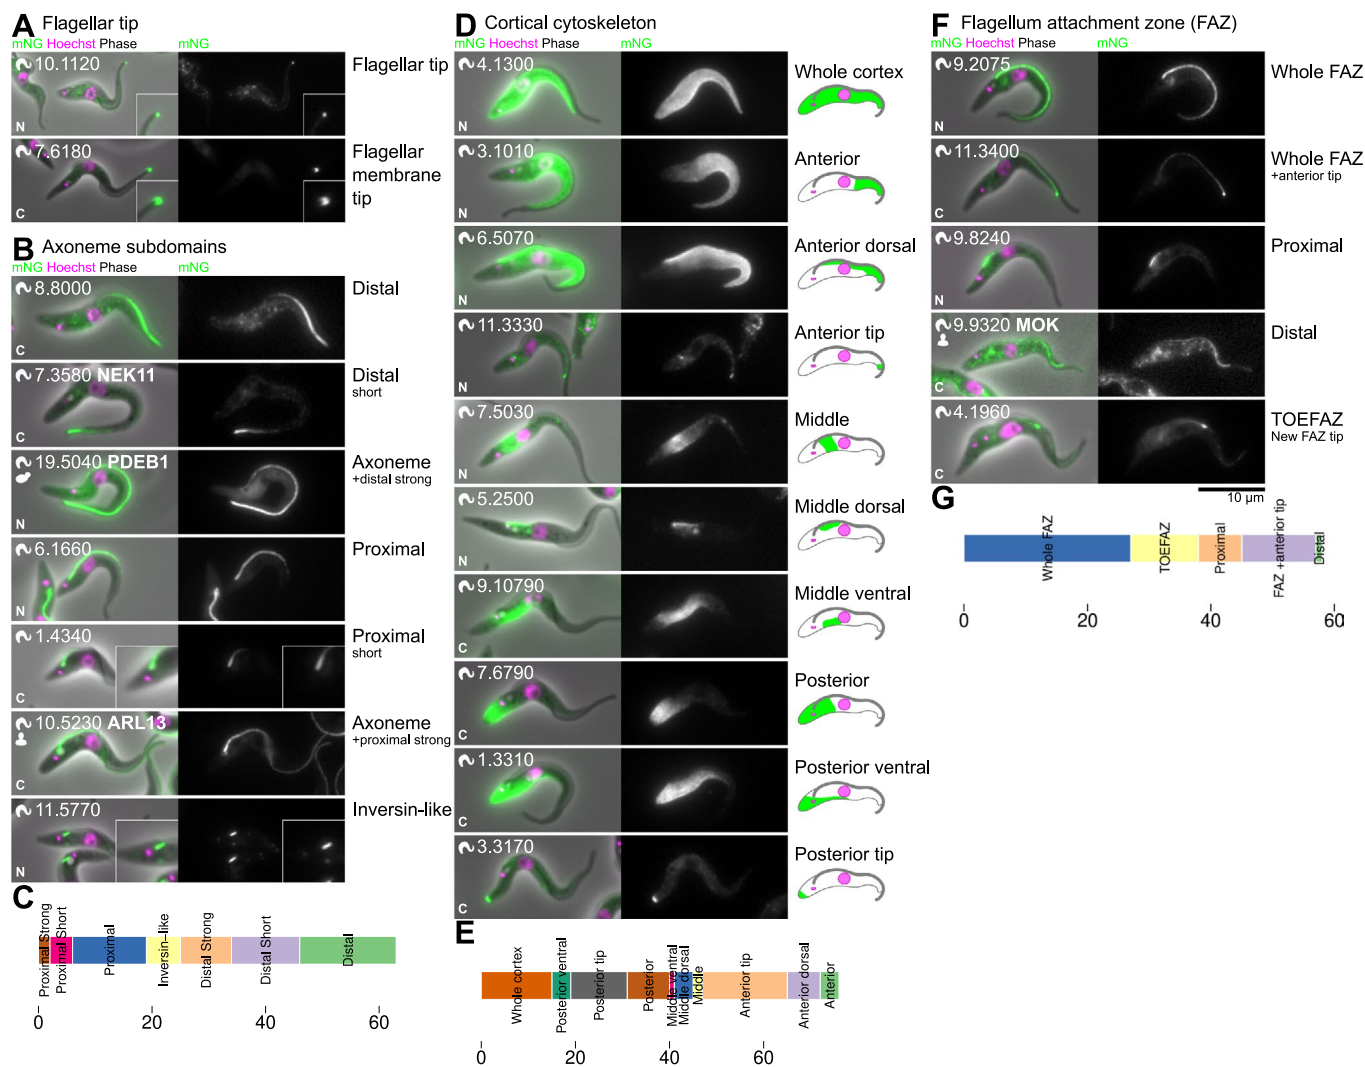 A Flagellar tip
mNG Hoechst Phase mNG
10.1120
N
Flagellar tip
7.6180
C
Flagellar
membrane
tip
B Axoneme subdomains
mNG Hoechst Phase mNG
8.8000
C
Distal
7.3580 NEK11
C
Distal
short
19.5040 PDEB1
N
Axoneme
+distal strong
6.1660
N
Proximal
1.4340
C
Proximal
short
10.5230 ARL13
C
Axoneme
+proximal strong
11.5770
N
Inversin-like
C
Proximal Strong
Proximal Short
Proximal
Inversin-like
Distal Strong
Distal Short
Distal
0 20 40 60
D Cortical cytoskeleton
mNG Hoechst Phase mNG
4.1300
N
Whole cortex
3.1010
N
Anterior
6.5070
N
Anterior dorsal
11.3330
N
Anterior tip
7.5030
N
Middle
5.2500
C
Middle dorsal
9.10790
C
Middle ventral
7.6790
C
Posterior
1.3310
C
Posterior ventral
3.3170
C
Posterior tip
E
Whole cortex
Posterior ventral
Posterior tip
Posterior
Middle ventral
Middle dorsal
Middle
Anterior tip
Anterior dorsal
Anterior
0 20 40 60
F Flagellum attachment zone (FAZ)
mNG Hoechst Phase mNG
9.2075
N
Whole FAZ
11.3400
C
Whole FAZ
+anterior tip
9.8240
N
Proximal
9.9320 MOK
C
Distal
4.1960
C
TOEFAZ
New FAZ tip
10 µm
G
Whole FAZ
TOEFAZ
Proximal
FAZ +anterior tip
Distal
0 20 40 60